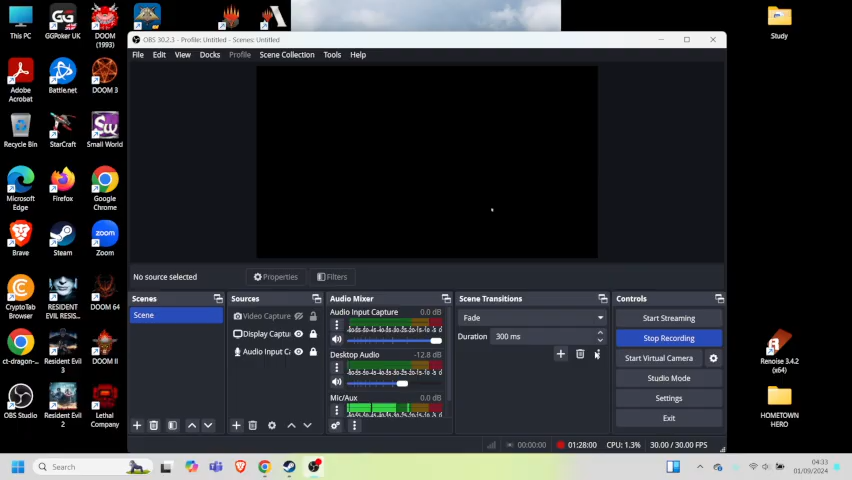 This PC
GGPoker UK
DOOM (1993)
Study
OBS 30.2.3 - Profile: Untitled - Scenes: Untitled
File Edit View Docks Profile Scene Collection Tools Help
Adobe Acrobat
Battle.net
DOOM 3
Recycle Bin
StarCraft
Small World
Microsoft Edge
Firefox
Google Chrome
Brave
Steam
Zoom
CryptoTab Browser
RESIDENT EVIL RESIS...
DOOM 64
ct-dragon_...
Resident Evil 3
DOOM II
OBS Studio
Resident Evil 2
Lethal Company
No source selected
Properties
Filters
Scenes
Scene
Sources
Video Capture
Display Captu
Audio Input Ca
Audio Mixer
Audio Input Capture 0.0 dB
Desktop Audio -12.8 dB
Mic/Aux 0.0 dB
Scene Transitions
Fade
Duration 300 ms
Controls
Start Streaming
Stop Recording
Start Virtual Camera
Studio Mode
Settings
Exit
00:00:00 01:28:00 CPU: 1.3% 30.00 / 30.00 FPS
Renoise 3.4.2 (x64)
HOMETOWN HERO
Search
04:33
01/09/2024